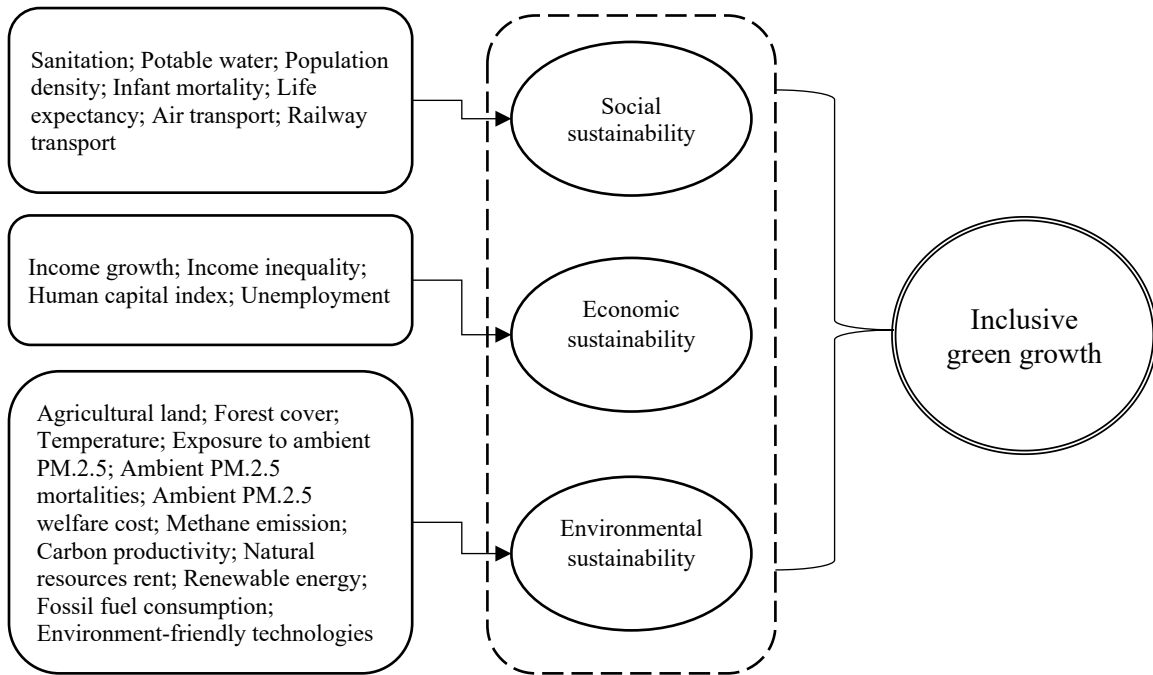 Sanitation; Potable water; Population
density; Infant mortality; Life
expectancy; Air transport; Railway
transport
Social
sustainability
Income growth; Income inequality;
Human capital index; Unemployment
Economic
sustainability
Inclusive
green growth
Agricultural land; Forest cover;
Temperature; Exposure to ambient
PM.2.5; Ambient PM.2.5
mortalities; Ambient PM.2.5
welfare cost; Methane emission;
Carbon productivity; Natural
resources rent; Renewable energy;
Fossil fuel consumption;
Environment-friendly technologies
Environmental
sustainability